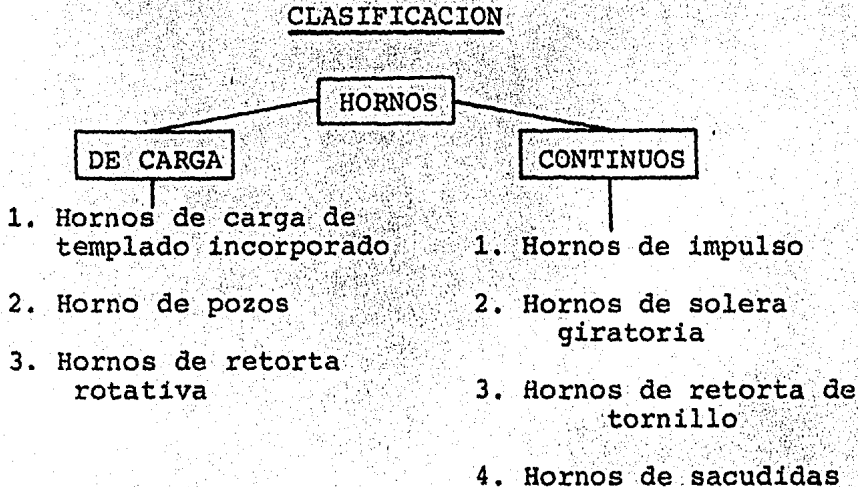 CLASIFICACION
HORNOS
DE CARGA
1. Hornos de carga de
templado incorporado
2. Horno de pozos
3. Hornos de retorta
rotativa
CONTINUOS
1. Hornos de impulso
2. Hornos de solera
giratoria
3. Hornos de retorta de
tornillo
4. Hornos de sacudidas